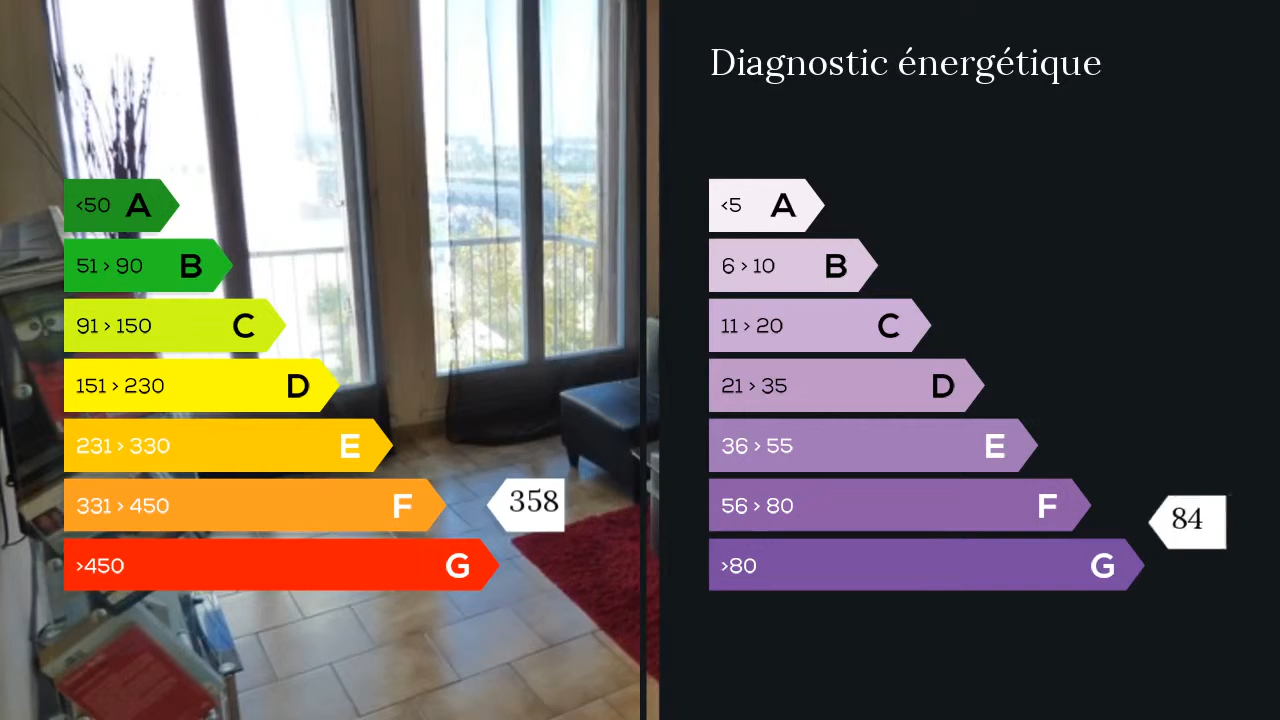 Diagnostic énergétique
<50 A
51 > 90 B
91 > 150 C
151 > 230 D
231 > 330 E
331 > 450 F
358
>450 G
<5 A
6 > 10 B
11 > 20 C
21 > 35 D
36 > 55 E
56 > 80 F
84
>80 G